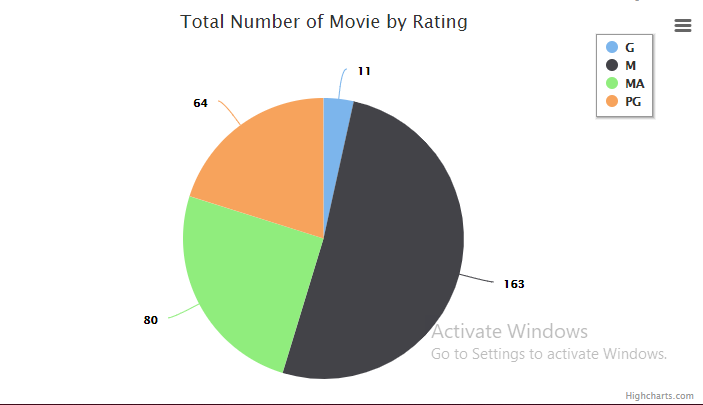 Total Number of Movie by Rating
G
M
MA
PG
11
64
163
80
Activate Windows
Go to Settings to activate Windows.
Highcharts.com